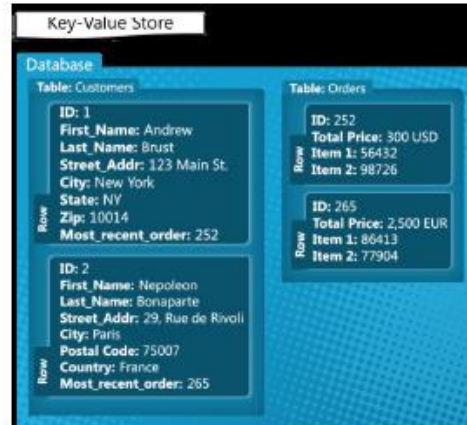 Key-Value Store
Database
Table: Customers
Row
ID: 1
First_Name: Andrew
Last_Name: Brust
Street_Addr: 123 Main St.
City: New York
State: NY
Zip: 10014
Most_recent_order: 252
Row
ID: 2
First_Name: Nepoleon
Last_Name: Bonaparte
Street_Addr: 29, Rue de Rivoli
City: Paris
Postal Code: 75007
Country: France
Most_recent_order: 265
Table: Orders
Row
ID: 252
Total Price: 300 USD
Item 1: 56432
Item 2: 98726
Row
ID: 265
Total Price: 2,500 EUR
Item 1: 86413
Item 2: 77904